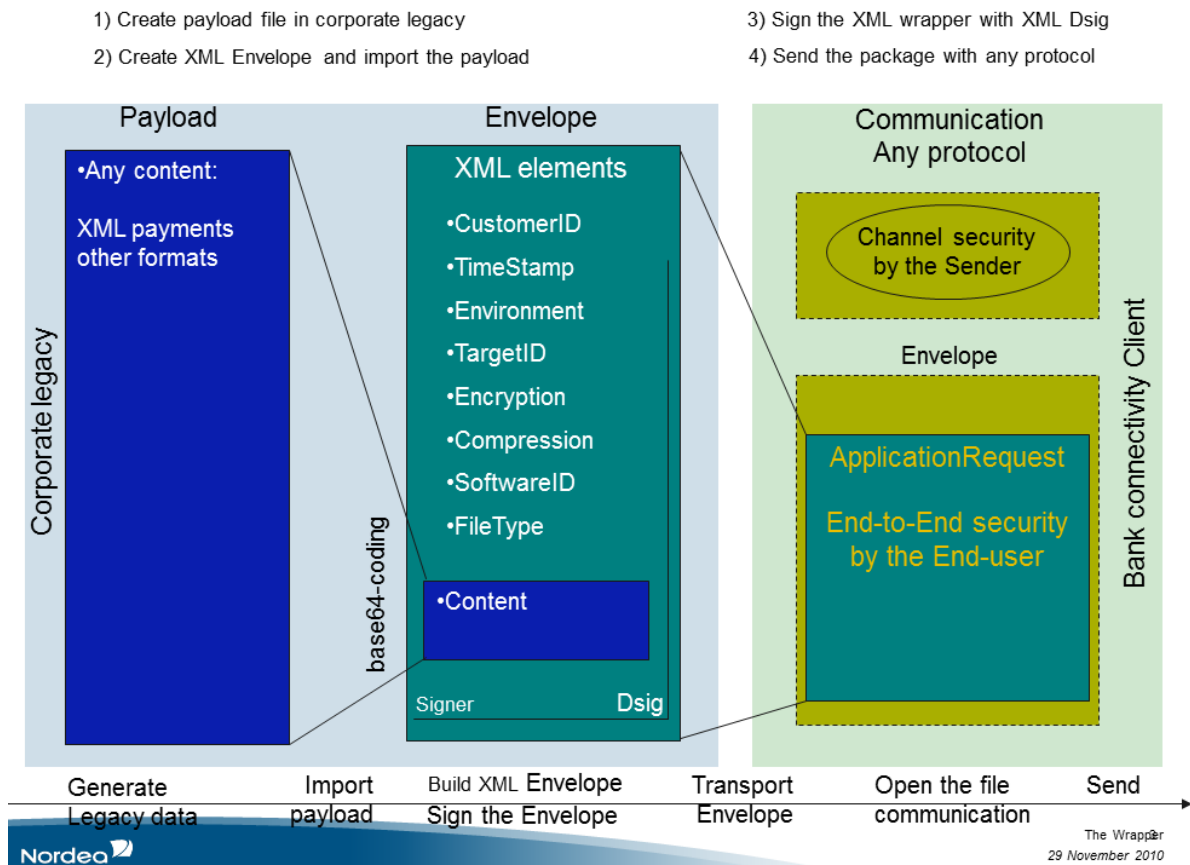 1) Create payload file in corporate legacy
2) Create XML Envelope and import the payload
3) Sign the XML wrapper with XML Dsig
4) Send the package with any protocol
Payload
•Any content:
XML payments
other formats
Corporate legacy
base64-coding
Envelope
XML elements
•CustomerID
•TimeStamp
•Environment
•TargetID
•Encryption
•Compression
•SoftwareID
•FileType
•Content
Signer
Dsig
Communication
Any protocol
Channel security
by the Sender
Envelope
ApplicationRequest
End-to-End security
by the End-user
Bank connectivity Client
Generate
Legacy data
Import
payload
Build XML Envelope
Sign the Envelope
Transport
Envelope
Open the file
communication
Send
Nordea
The Wrapper
3
29 November 2010